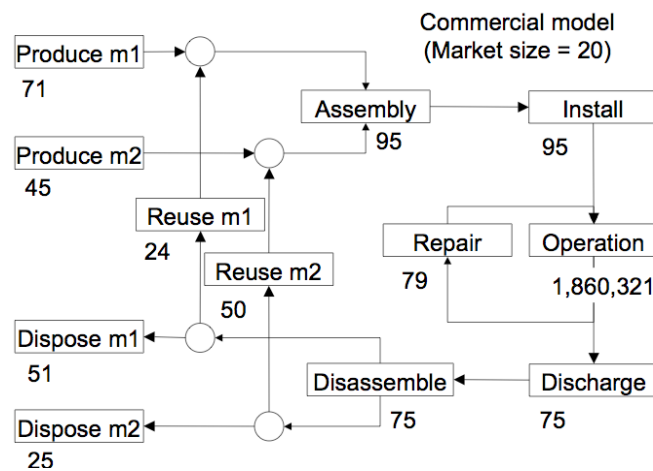 Commercial model
(Market size = 20)
Produce m1
71
Assembly
95
Install
95
Produce m2
45
Reuse m1
24
Repair
79
Operation
1,860,321
Reuse m2
50
Dispose m1
51
Disassemble
75
Discharge
75
Dispose m2
25